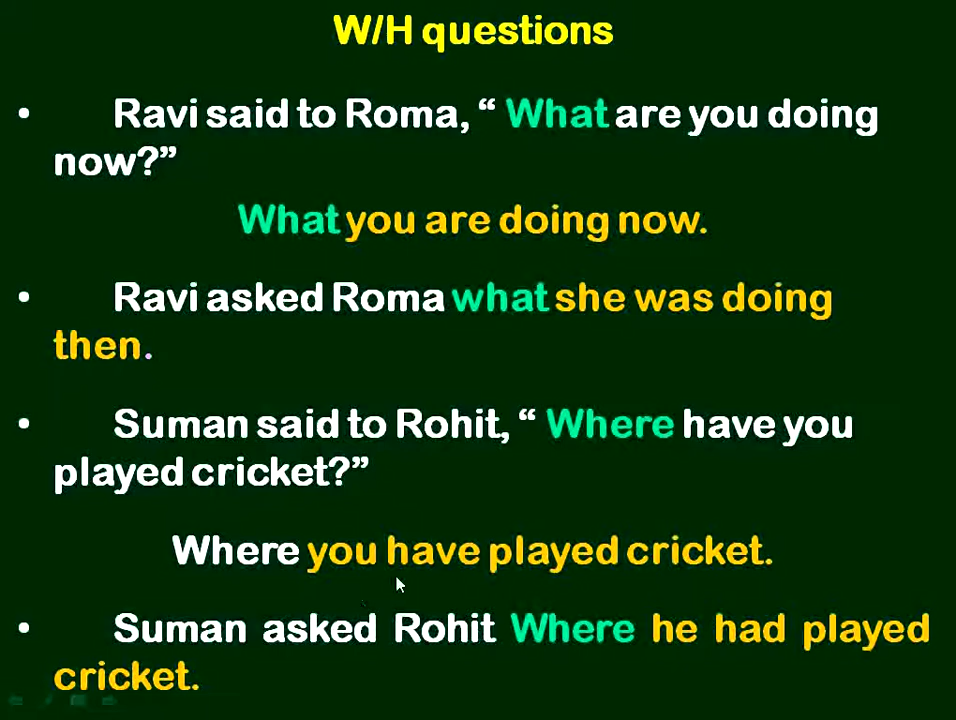 W/H questions
• Ravi said to Roma, “ What are you doing
now?”
What you are doing now.
• Ravi asked Roma what she was doing
then.
• Suman said to Rohit, “ Where have you
played cricket?”
Where you have played cricket.
• Suman asked Rohit Where he had played
cricket.